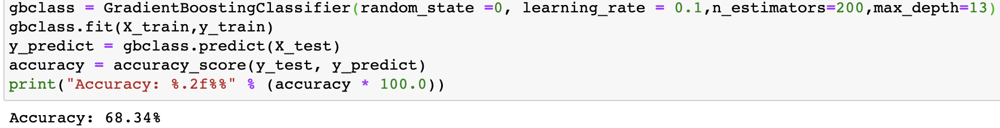 gbclass = GradientBoostingClassifier(random_state =0, learning_rate = 0.1,n_estimators=200,max_depth=13)
gbclass.fit(X_train,y_train)
y_predict = gbclass.predict(X_test)
accuracy = accuracy_score(y_test, y_predict)
print("Accuracy: %.2f%%" % (accuracy * 100.0))
Accuracy: 68.34%